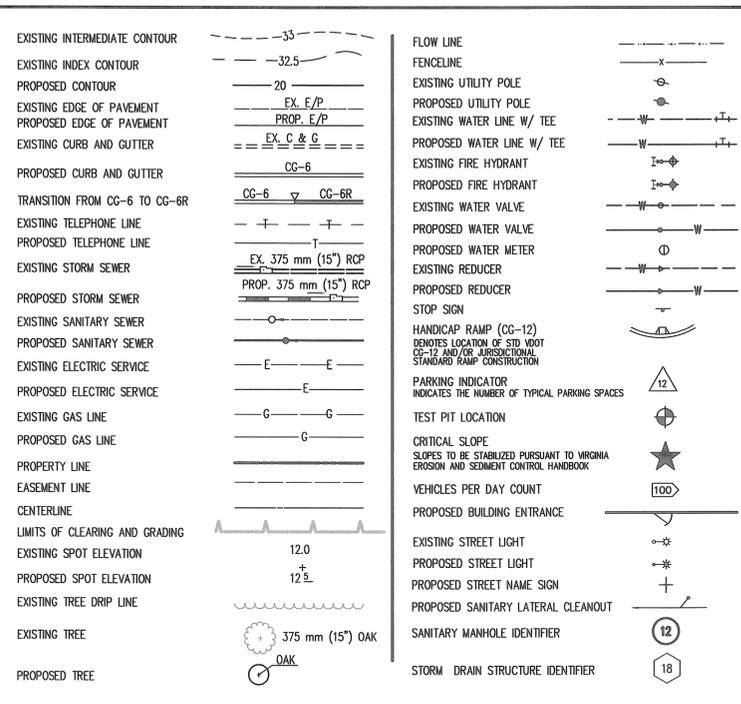 EXISTING INTERMEDIATE CONTOUR 33
EXISTING INDEX CONTOUR 32.5
PROPOSED CONTOUR 20
EXISTING EDGE OF PAVEMENT EX. E/P
PROPOSED EDGE OF PAVEMENT PROP. E/P
EXISTING CURB AND GUTTER EX. C & G
PROPOSED CURB AND GUTTER CG-6
TRANSITION FROM CG-6 TO CG-6R CG-6 CG-6R
EXISTING TELEPHONE LINE T T
PROPOSED TELEPHONE LINE T
EXISTING STORM SEWER EX. 375 mm (15") RCP
PROPOSED STORM SEWER PROP. 375 mm (15") RCP
EXISTING SANITARY SEWER
PROPOSED SANITARY SEWER
EXISTING ELECTRIC SERVICE E E
PROPOSED ELECTRIC SERVICE E
EXISTING GAS LINE G G
PROPOSED GAS LINE G
PROPERTY LINE
EASEMENT LINE
CENTERLINE
LIMITS OF CLEARING AND GRADING
EXISTING SPOT ELEVATION 12.0
PROPOSED SPOT ELEVATION + 12 5
EXISTING TREE DRIP LINE
EXISTING TREE 375 mm (15") OAK
PROPOSED TREE OAK
FLOW LINE
FENCELINE x
EXISTING UTILITY POLE
PROPOSED UTILITY POLE
EXISTING WATER LINE W/ TEE W T
PROPOSED WATER LINE W/ TEE W T
EXISTING FIRE HYDRANT
PROPOSED FIRE HYDRANT
EXISTING WATER VALVE W
PROPOSED WATER VALVE W
PROPOSED WATER METER
EXISTING REDUCER W
PROPOSED REDUCER W
STOP SIGN
HANDICAP RAMP (CG-12)
DENOTES LOCATION OF STD VDOT
CG-12 AND/OR JURISDICTIONAL
STANDARD RAMP CONSTRUCTION
PARKING INDICATOR 12
INDICATES THE NUMBER OF TYPICAL PARKING SPACES
TEST PIT LOCATION
CRITICAL SLOPE
SLOPES TO BE STABILIZED PURSUANT TO VIRGINIA
EROSION AND SEDIMENT CONTROL HANDBOOK
VEHICLES PER DAY COUNT 100
PROPOSED BUILDING ENTRANCE
EXISTING STREET LIGHT
PROPOSED STREET LIGHT
PROPOSED STREET NAME SIGN
PROPOSED SANITARY LATERAL CLEANOUT
SANITARY MANHOLE IDENTIFIER 12
STORM DRAIN STRUCTURE IDENTIFIER 18